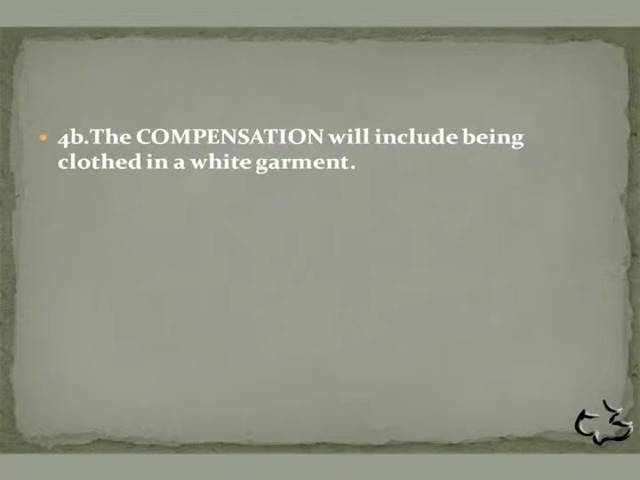 4b.The COMPENSATION will include being
clothed in a white garment.